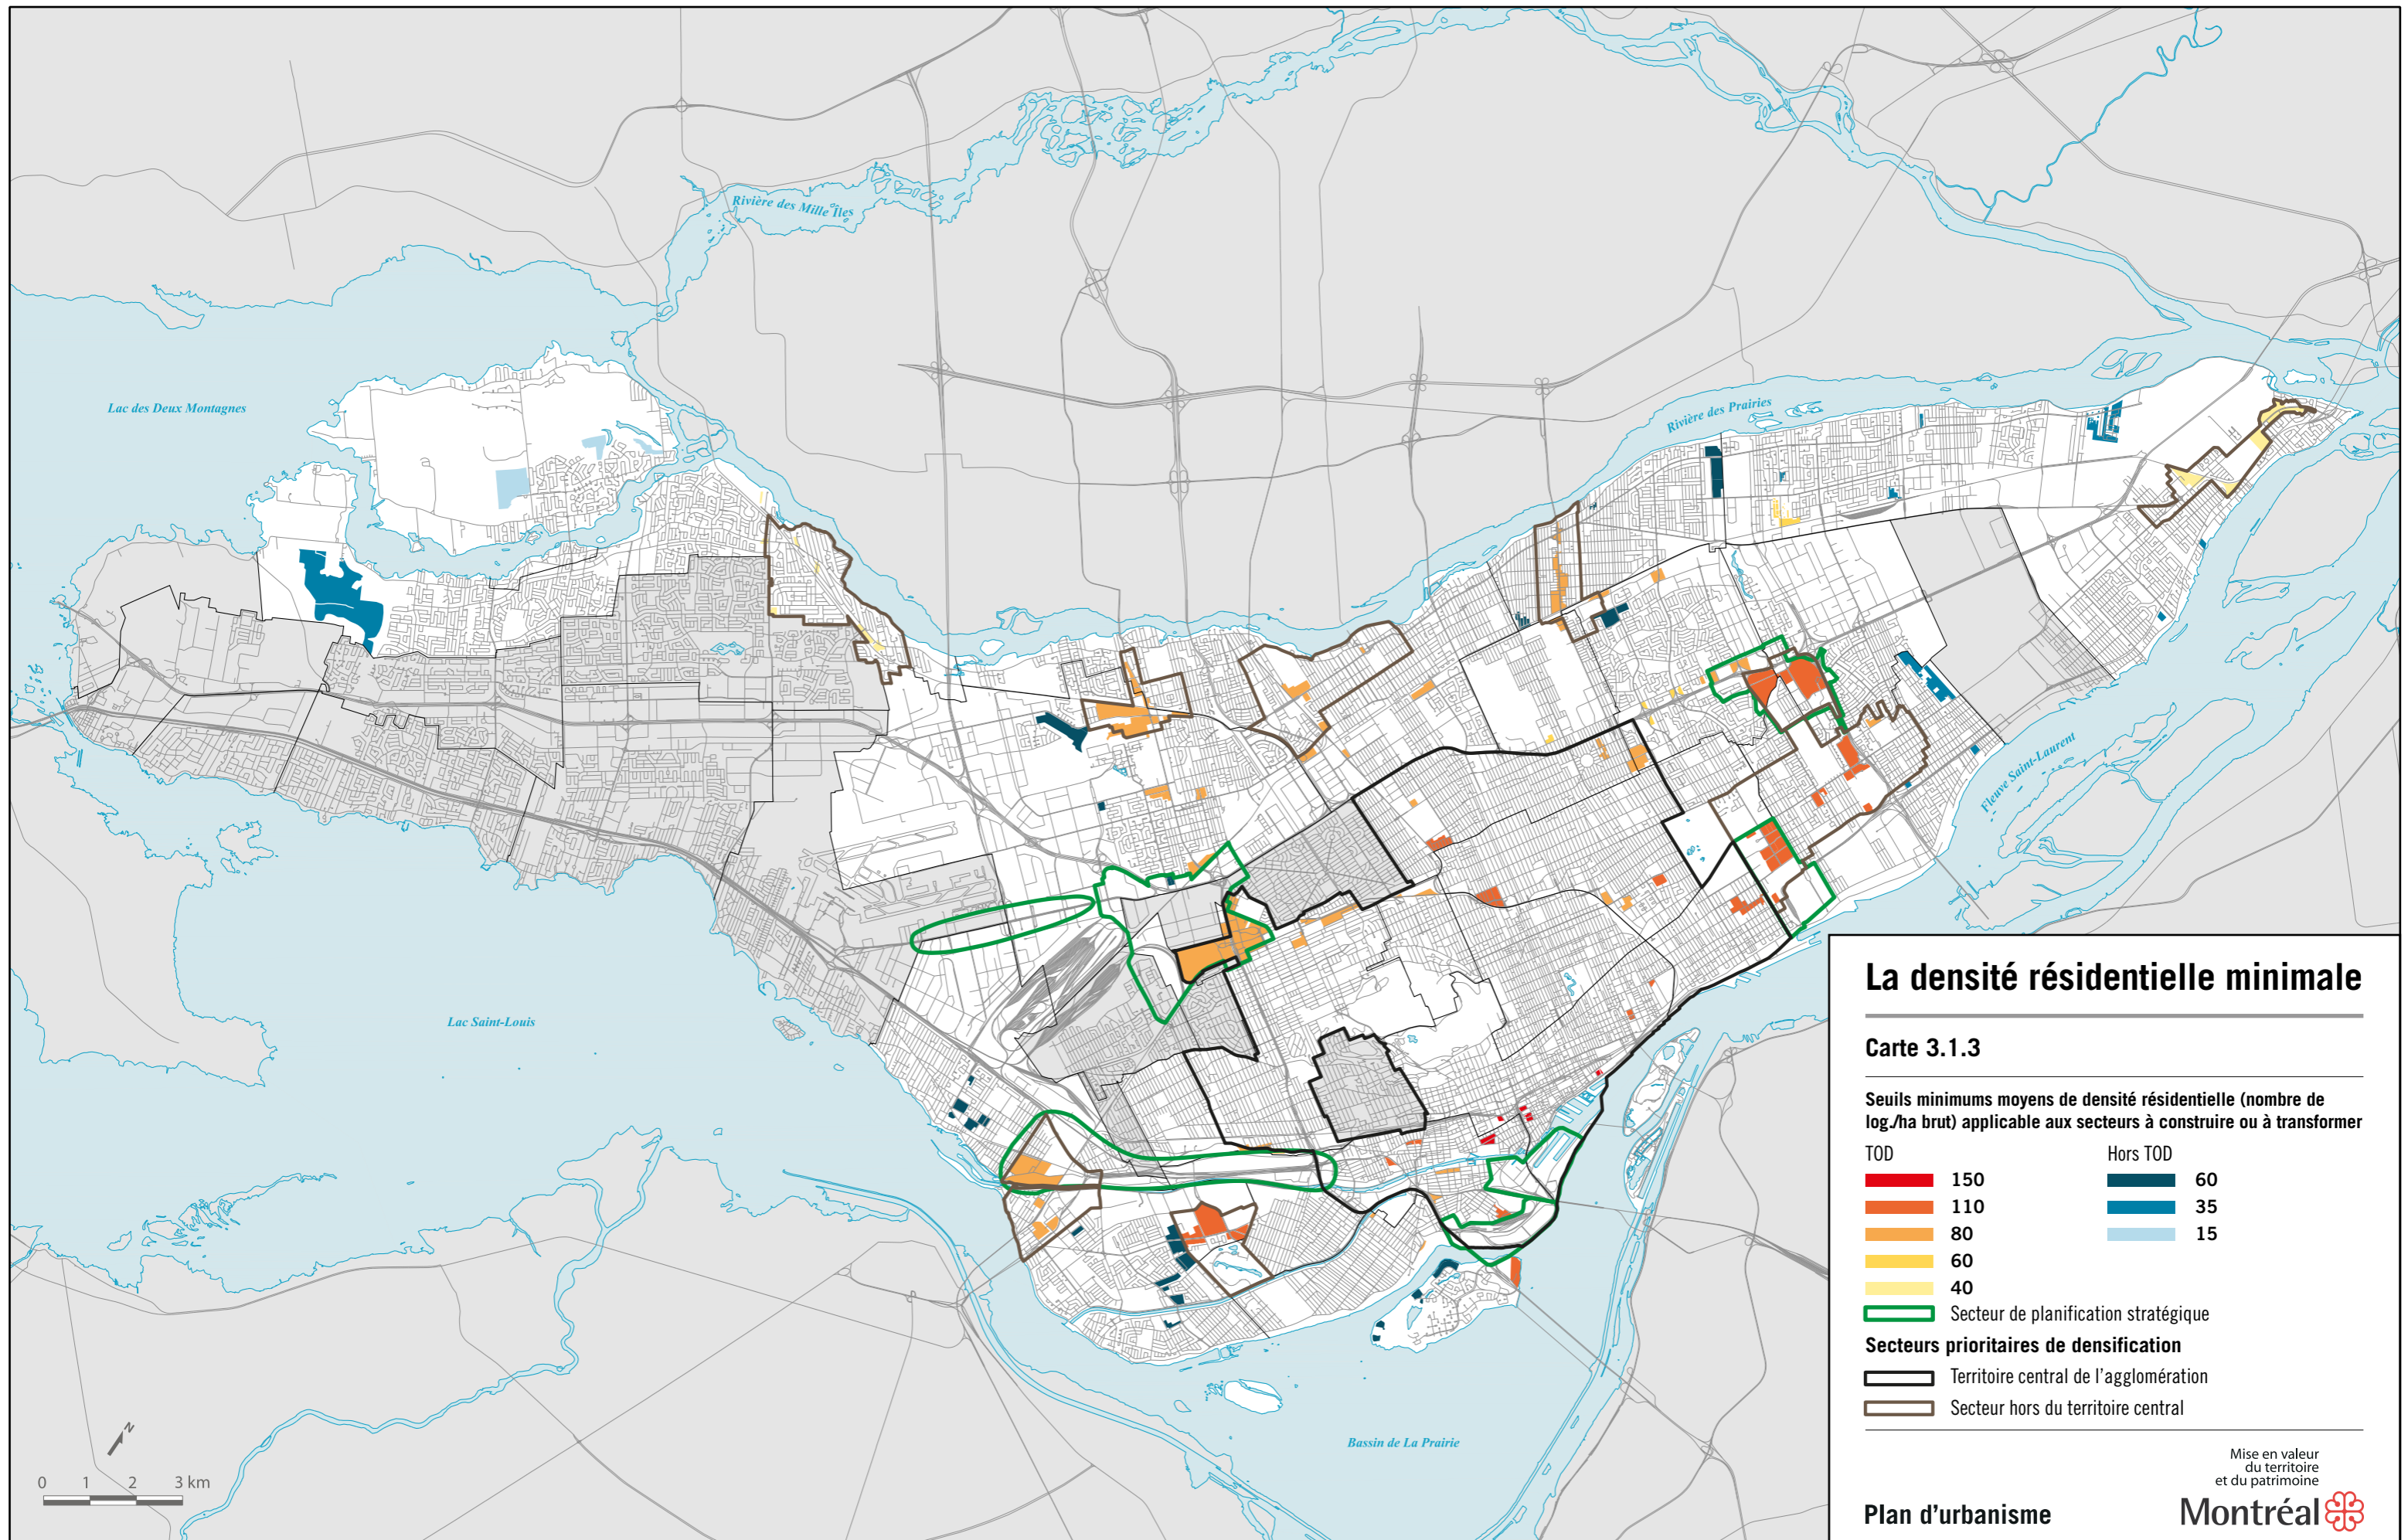 Rivière des Mille Îles
Lac des Deux Montagnes
Rivière des Prairies
Fleuve Saint-Laurent
Lac Saint-Louis
Bassin de La Prairie
N
0 1 2 3 km
La densité résidentielle minimale
Carte 3.1.3
Seuils minimums moyens de densité résidentielle (nombre de
log./ha brut) applicable aux secteurs à construire ou à transformer
TOD Hors TOD
150 60
110 35
80 15
60
40
Secteur de planification stratégique
Secteurs prioritaires de densification
Territoire central de l'agglomération
Secteur hors du territoire central
Mise en valeur
du territoire
et du patrimoine
Plan d'urbanisme
Montréal